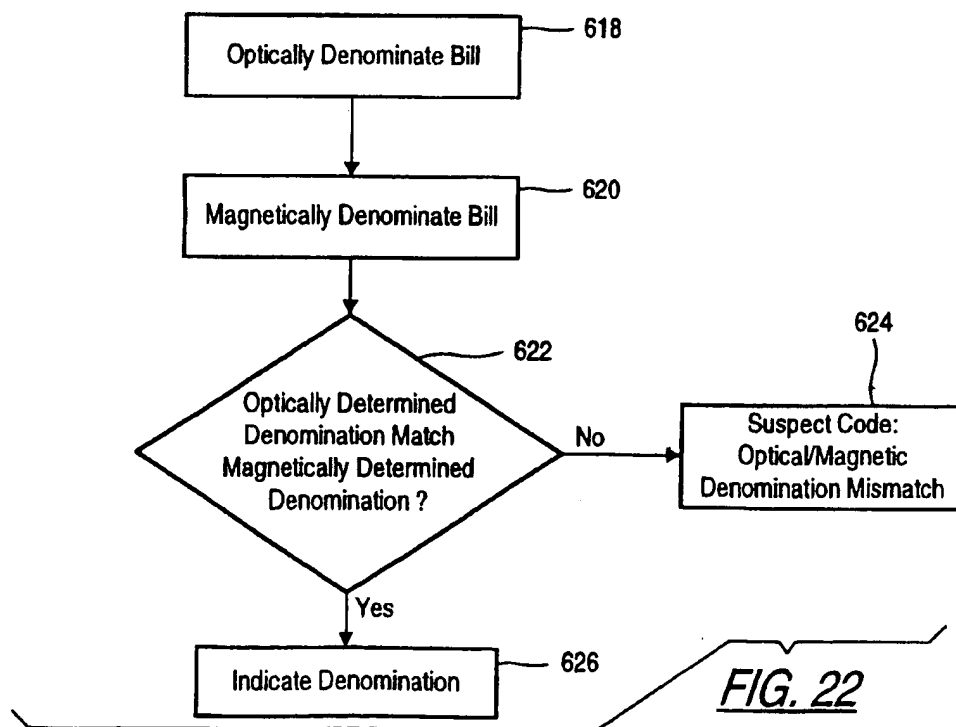 Optically Denominate Bill
618
Magnetically Denominate Bill
620
622
Optically Determined
Denomination Match
Magnetically Determined
Denomination ?
No
624
Suspect Code:
Optical/Magnetic
Denomination Mismatch
Yes
Indicate Denomination
626
FIG. 22